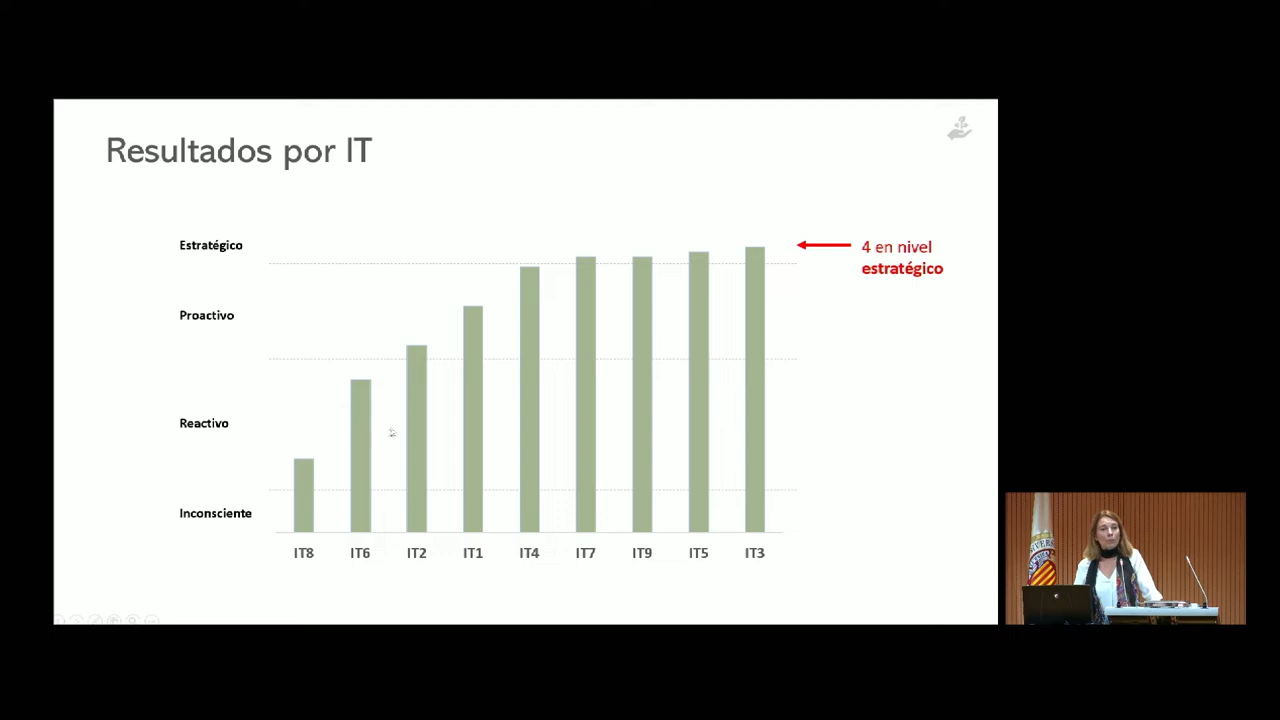 Resultados por IT
Estratégico
4 en nivel
estratégico
Proactivo
Reactivo
Inconsciente
IT8 IT6 IT2 IT1 IT4 IT7 IT9 IT5 IT3